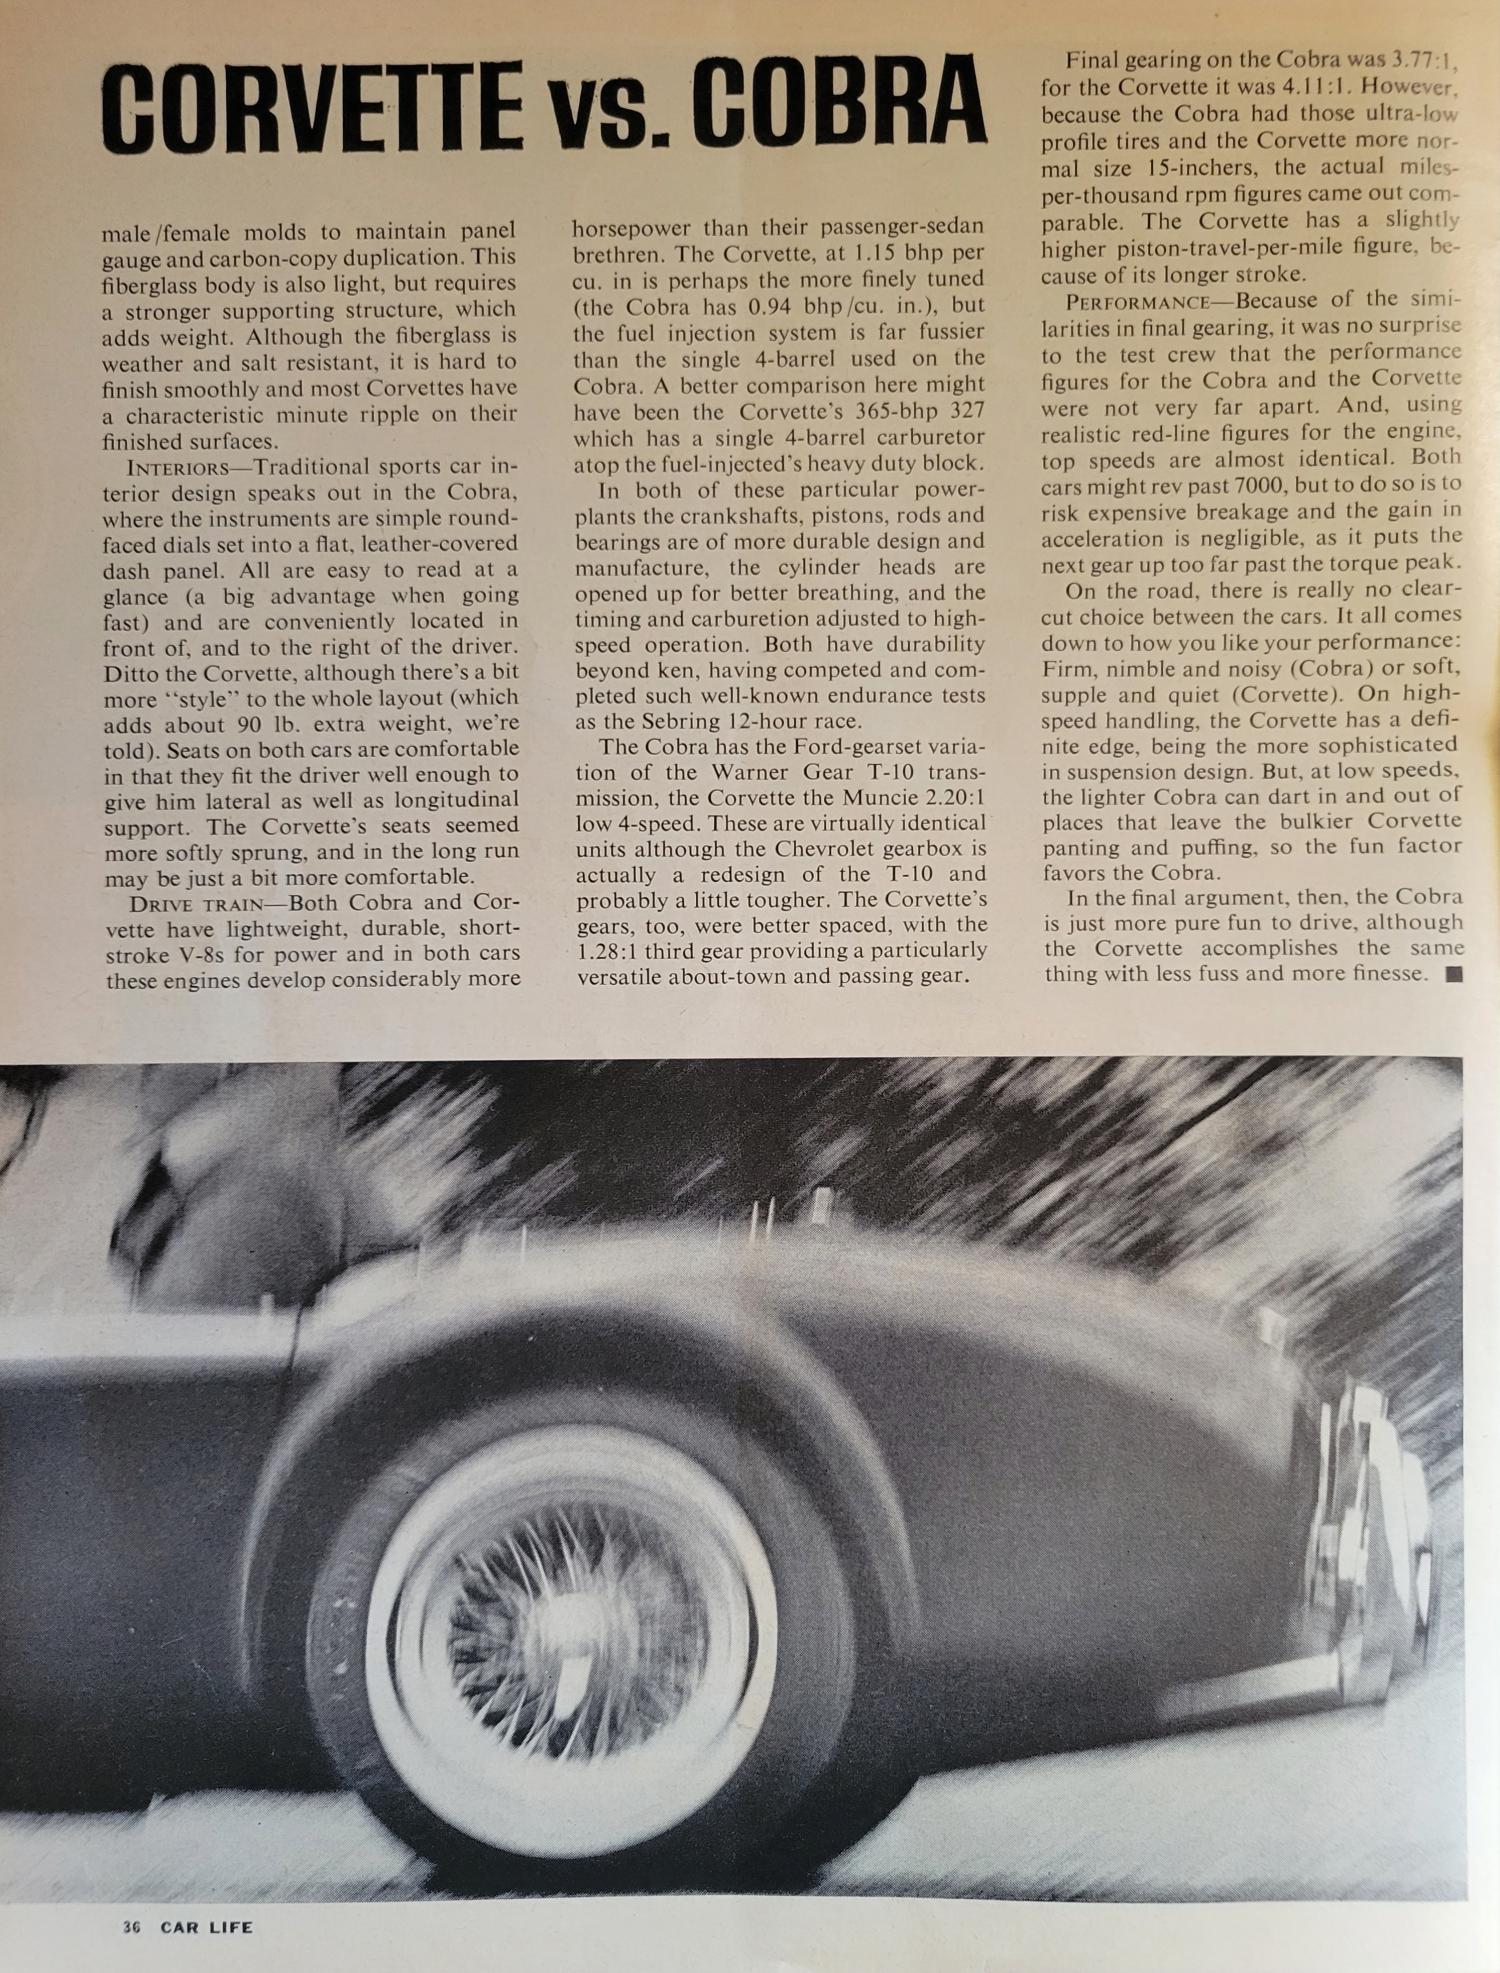 CORVETTE vs. COBRA
male/female molds to maintain panel
gauge and carbon-copy duplication. This
fiberglass body is also light, but requires
a stronger supporting structure, which
adds weight. Although the fiberglass is
weather and salt resistant, it is hard to
finish smoothly and most Corvettes have
a characteristic minute ripple on their
finished surfaces.
INTERIORS—Traditional sports car in-
terior design speaks out in the Cobra,
where the instruments are simple round-
faced dials set into a flat, leather-covered
dash panel. All are easy to read at a
glance (a big advantage when going
fast) and are conveniently located in
front of, and to the right of the driver.
Ditto the Corvette, although there's a bit
more "style" to the whole layout (which
adds about 90 lb. extra weight, we're
told). Seats on both cars are comfortable
in that they fit the driver well enough to
give him lateral as well as longitudinal
support. The Corvette's seats seemed
more softly sprung, and in the long run
may be just a bit more comfortable.
DRIVE TRAIN—Both Cobra and Cor-
vette have lightweight, durable, short-
stroke V-8s for power and in both cars
these engines develop considerably more
horsepower than their passenger-sedan
brethren. The Corvette, at 1.15 bhp per
cu. in is perhaps the more finely tuned
(the Cobra has 0.94 bhp/cu. in.), but
the fuel injection system is far fussier
than the single 4-barrel used on the
Cobra. A better comparison here might
have been the Corvette's 365-bhp 327
which has a single 4-barrel carburetor
atop the fuel-injected's heavy duty block.
In both of these particular power-
plants the crankshafts, pistons, rods and
bearings are of more durable design and
manufacture, the cylinder heads are
opened up for better breathing, and the
timing and carburetion adjusted to high-
speed operation. Both have durability
beyond ken, having competed and com-
pleted such well-known endurance tests
as the Sebring 12-hour race.
The Cobra has the Ford-gearset varia-
tion of the Warner Gear T-10 trans-
mission, the Corvette the Muncie 2.20:1
low 4-speed. These are virtually identical
units although the Chevrolet gearbox is
actually a redesign of the T-10 and
probably a little tougher. The Corvette's
gears, too, were better spaced, with the
1.28:1 third gear providing a particularly
versatile about-town and passing gear.
Final gearing on the Cobra was 3.77:1,
for the Corvette it was 4.11:1. However,
because the Cobra had those ultra-low
profile tires and the Corvette more nor-
mal size 15-inchers, the actual miles-
per-thousand rpm figures came out com-
parable. The Corvette has a slightly
higher piston-travel-per-mile figure, be-
cause of its longer stroke.
PERFORMANCE—Because of the simi-
larities in final gearing, it was no surprise
to the test crew that the performance
figures for the Cobra and the Corvette
were not very far apart. And, using
realistic red-line figures for the engine,
top speeds are almost identical. Both
cars might rev past 7000, but to do so is to
risk expensive breakage and the gain in
acceleration is negligible, as it puts the
next gear up too far past the torque peak.
On the road, there is really no clear-
cut choice between the cars. It all comes
down to how you like your performance:
Firm, nimble and noisy (Cobra) or soft,
supple and quiet (Corvette). On high-
speed handling, the Corvette has a defi-
nite edge, being the more sophisticated
in suspension design. But, at low speeds,
the lighter Cobra can dart in and out of
places that leave the bulkier Corvette
panting and puffing, so the fun factor
favors the Cobra.
In the final argument, then, the Cobra
is just more pure fun to drive, although
the Corvette accomplishes the same
thing with less fuss and more finesse. ■
36 CAR LIFE